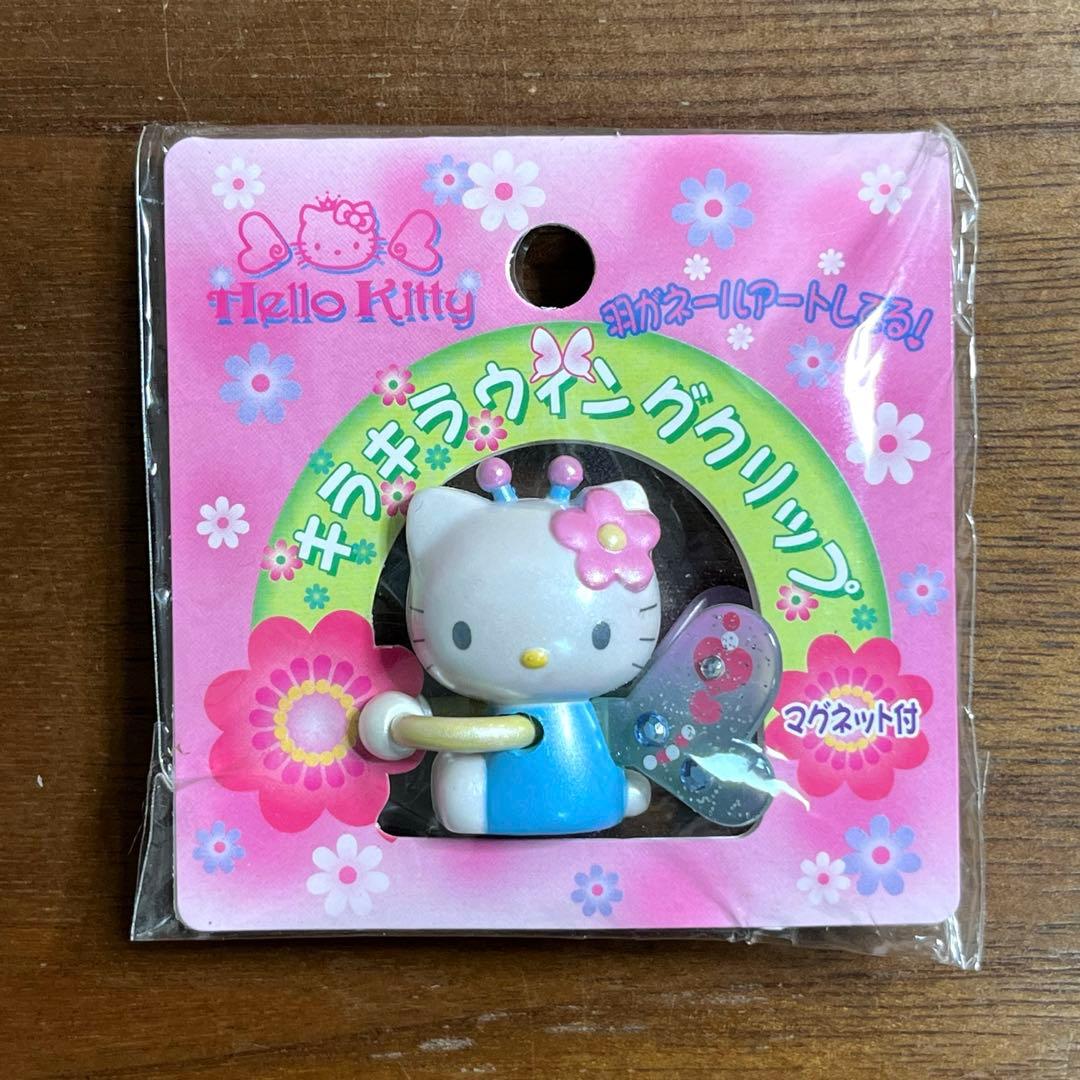 Hello Kitty
羽がネールアートしてる!
キラキラウィングクリップ
マグネット付